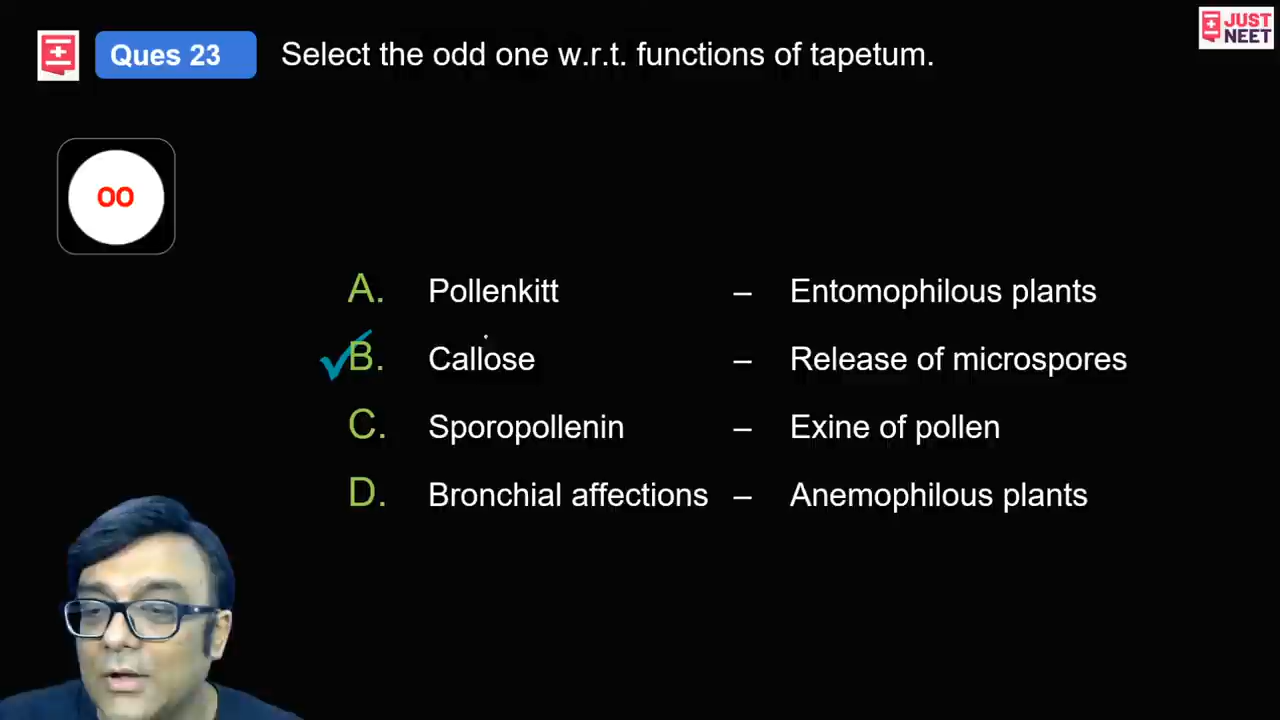 JUST
NEET
Ques 23 Select the odd one w.r.t. functions of tapetum.
00
A. Pollenkitt – Entomophilous plants
B. Callose – Release of microspores
C. Sporopollenin – Exine of pollen
D. Bronchial affections – Anemophilous plants